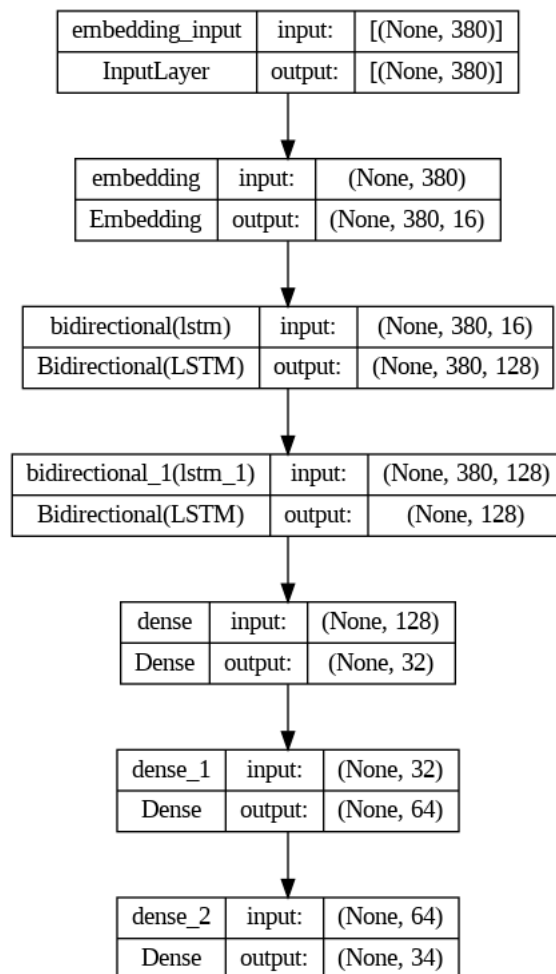 embedding_input input: [(None, 380)]
InputLayer output: [(None, 380)]
embedding input: (None, 380)
Embedding output: (None, 380, 16)
bidirectional(lstm) input: (None, 380, 16)
Bidirectional(LSTM) output: (None, 380, 128)
bidirectional_1(lstm_1) input: (None, 380, 128)
Bidirectional(LSTM) output: (None, 128)
dense input: (None, 128)
Dense output: (None, 32)
dense_1 input: (None, 32)
Dense output: (None, 64)
dense_2 input: (None, 64)
Dense output: (None, 34)